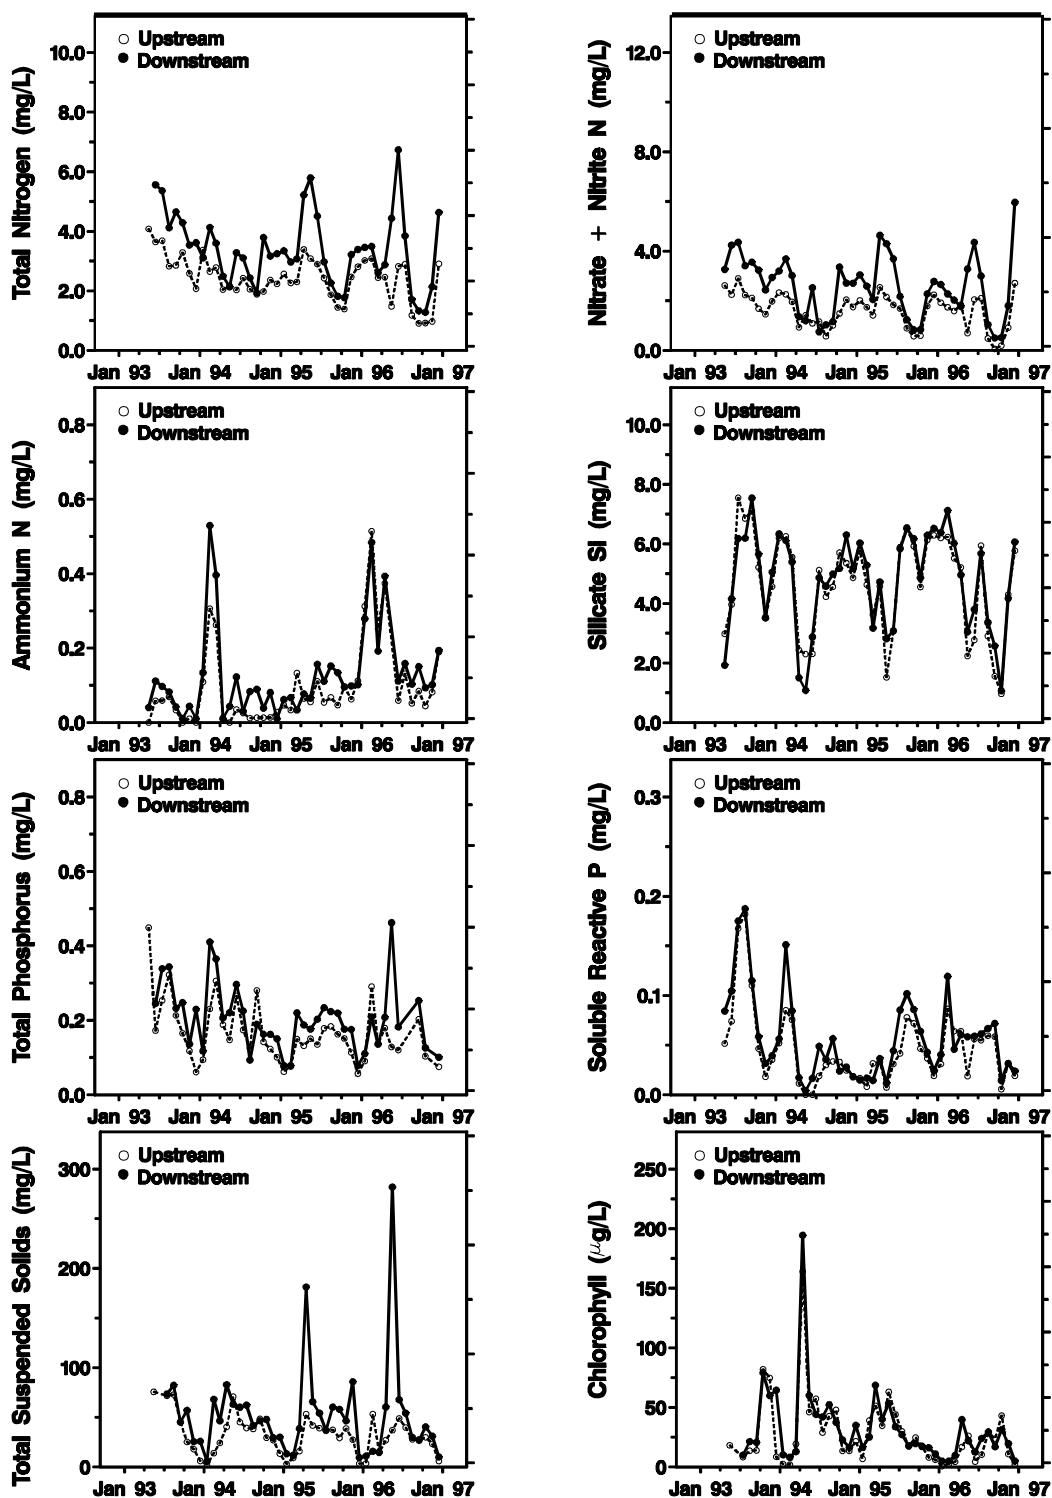 Total Nitrogen (mg/L)
Upstream
Downstream
10.0
8.0
6.0
4.0
2.0
0.0
Jan 93 Jan 94 Jan 95 Jan 96 Jan 97
Nitrate + Nitrite N (mg/L)
Upstream
Downstream
12.0
8.0
4.0
0.0
Jan 93 Jan 94 Jan 95 Jan 96 Jan 97
Ammonium N (mg/L)
Upstream
Downstream
0.8
0.6
0.4
0.2
0.0
Jan 93 Jan 94 Jan 95 Jan 96 Jan 97
Silicate Si (mg/L)
Upstream
Downstream
10.0
8.0
6.0
4.0
2.0
0.0
Jan 93 Jan 94 Jan 95 Jan 96 Jan 97
Total Phosphorus (mg/L)
Upstream
Downstream
0.8
0.6
0.4
0.2
0.0
Jan 93 Jan 94 Jan 95 Jan 96 Jan 97
Soluble Reactive P (mg/L)
Upstream
Downstream
0.3
0.2
0.1
0.0
Jan 93 Jan 94 Jan 95 Jan 96 Jan 97
Total Suspended Solids (mg/L)
Upstream
Downstream
300
200
100
0
Jan 93 Jan 94 Jan 95 Jan 96 Jan 97
Chlorophyll (μg/L)
Upstream
Downstream
250
200
150
100
50
0
Jan 93 Jan 94 Jan 95 Jan 96 Jan 97